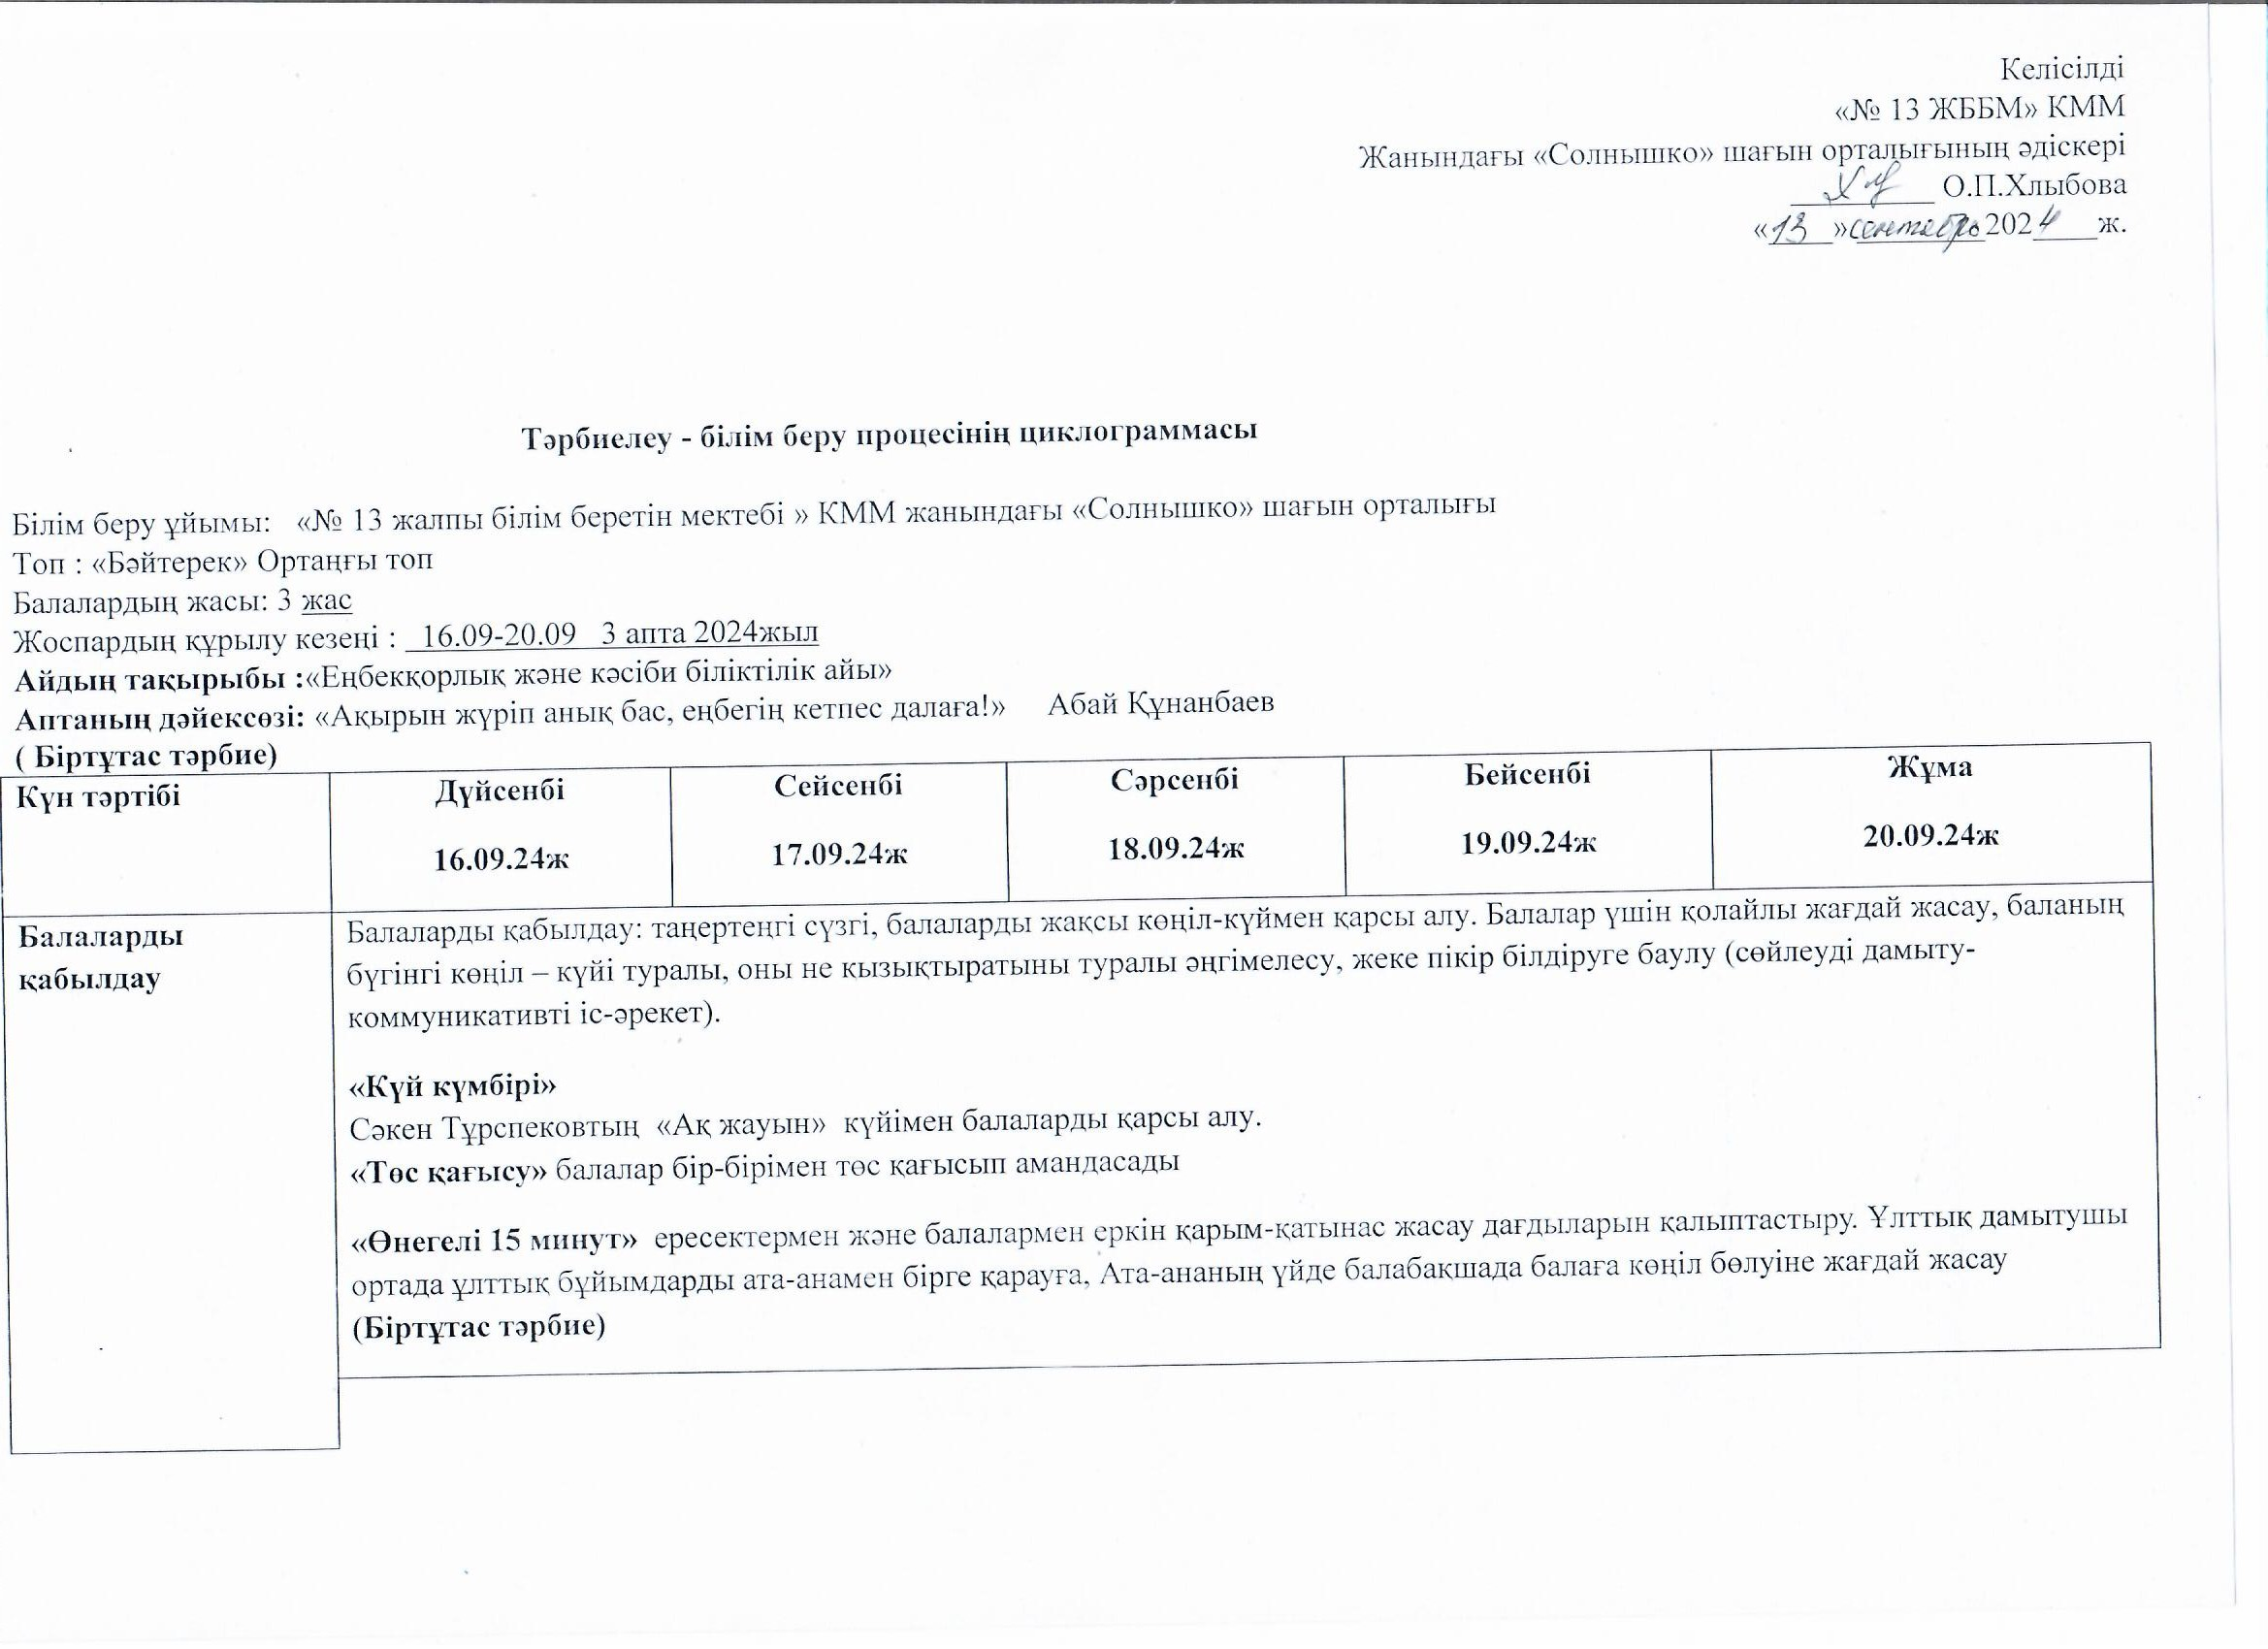 Келісілді
«№ 13 ЖББМ» КММ
Жанындағы «Солнышко» шағын орталығының әдіскері
_________ О.П.Хлыбова
«13» сентябрь 2024 ж.
Тәрбиелеу - білім беру процесінің циклограммасы
Білім беру ұйымы: «№ 13 жалпы білім беретін мектебі » КММ жанындағы «Солнышко» шағын орталығы
Топ : «Бәйтерек» Ортаңғы топ
Балалардың жасы: 3 жас
Жоспардың құрылу кезеңі : 16.09-20.09 3 апта 2024жыл
Айдың тақырыбы :«Еңбекқорлық және кәсіби біліктілік айы»
Аптаның дәйексөзі: «Ақырын жүріп анық бас, еңбегің кетпес далаға!» Абай Құнанбаев
( Біртұтас тәрбие)
Күн тәртібі Дүйсенбі Сейсенбі Сәрсенбі Бейсенбі Жұма
16.09.24ж 17.09.24ж 18.09.24ж 19.09.24ж 20.09.24ж
Балаларды қабылдау
Балаларды қабылдау: таңертеңгі сүзгі, балаларды жақсы көңіл-күймен қарсы алу. Балалар үшін қолайлы жағдай жасау, баланың
бүгінгі көңіл – күйі туралы, оны не қызықтыратыны туралы әңгімелесу, жеке пікір білдіруге баулу (сөйлеуді дамыту-
коммуникативті іс-әрекет).
«Күй күмбірі»
Сәкен Тұрспековтың «Ақ жауын» күйімен балаларды қарсы алу.
«Төс қағысу» балалар бір-бірімен төс қағысып амандасады
«Өнегелі 15 минут» ересектермен және балалармен еркін қарым-қатынас жасау дағдыларын қалыптастыру. Ұлттық дамытушы
ортада ұлттық бұйымдарды ата-анамен бірге қарауға, Ата-ананың үйде балабақшада балаға көңіл бөлуіне жағдай жасау
(Біртұтас тәрбие)